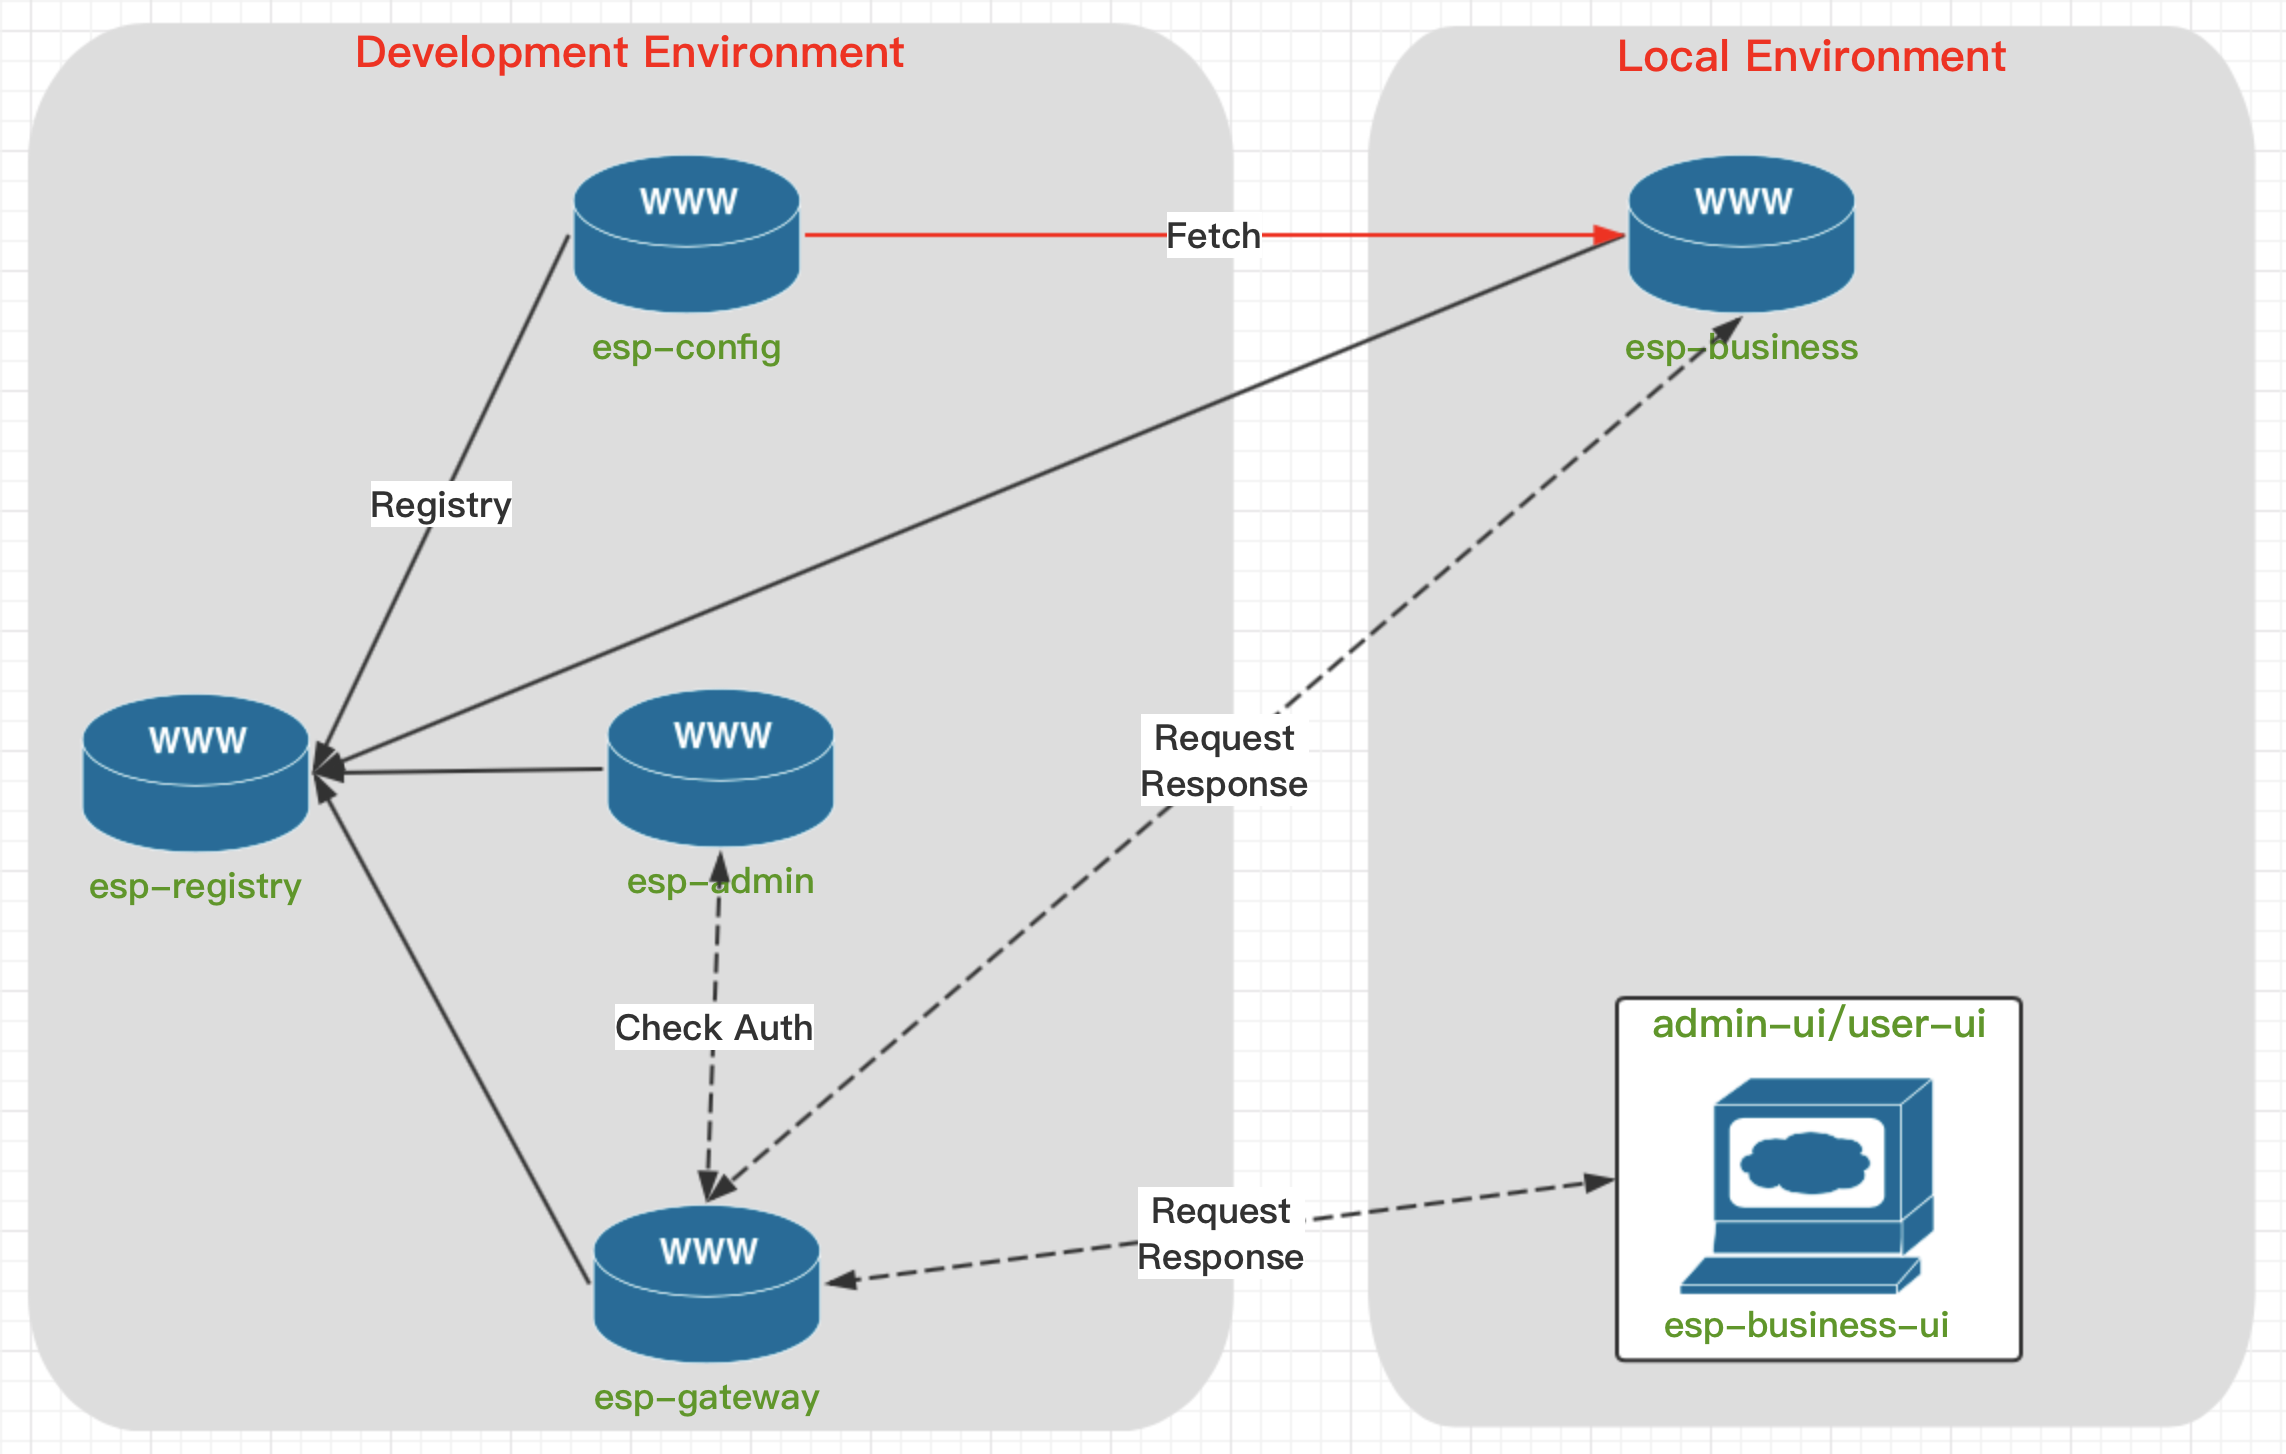 Development Environment
Local Environment
WWW
WWW
Fetch
esp-config
esp-business
Registry
WWW
WWW
Request
Response
esp-registry
esp-admin
Check Auth
admin-ui/user-ui
WWW
Request
Response
esp-business-ui
esp-gateway